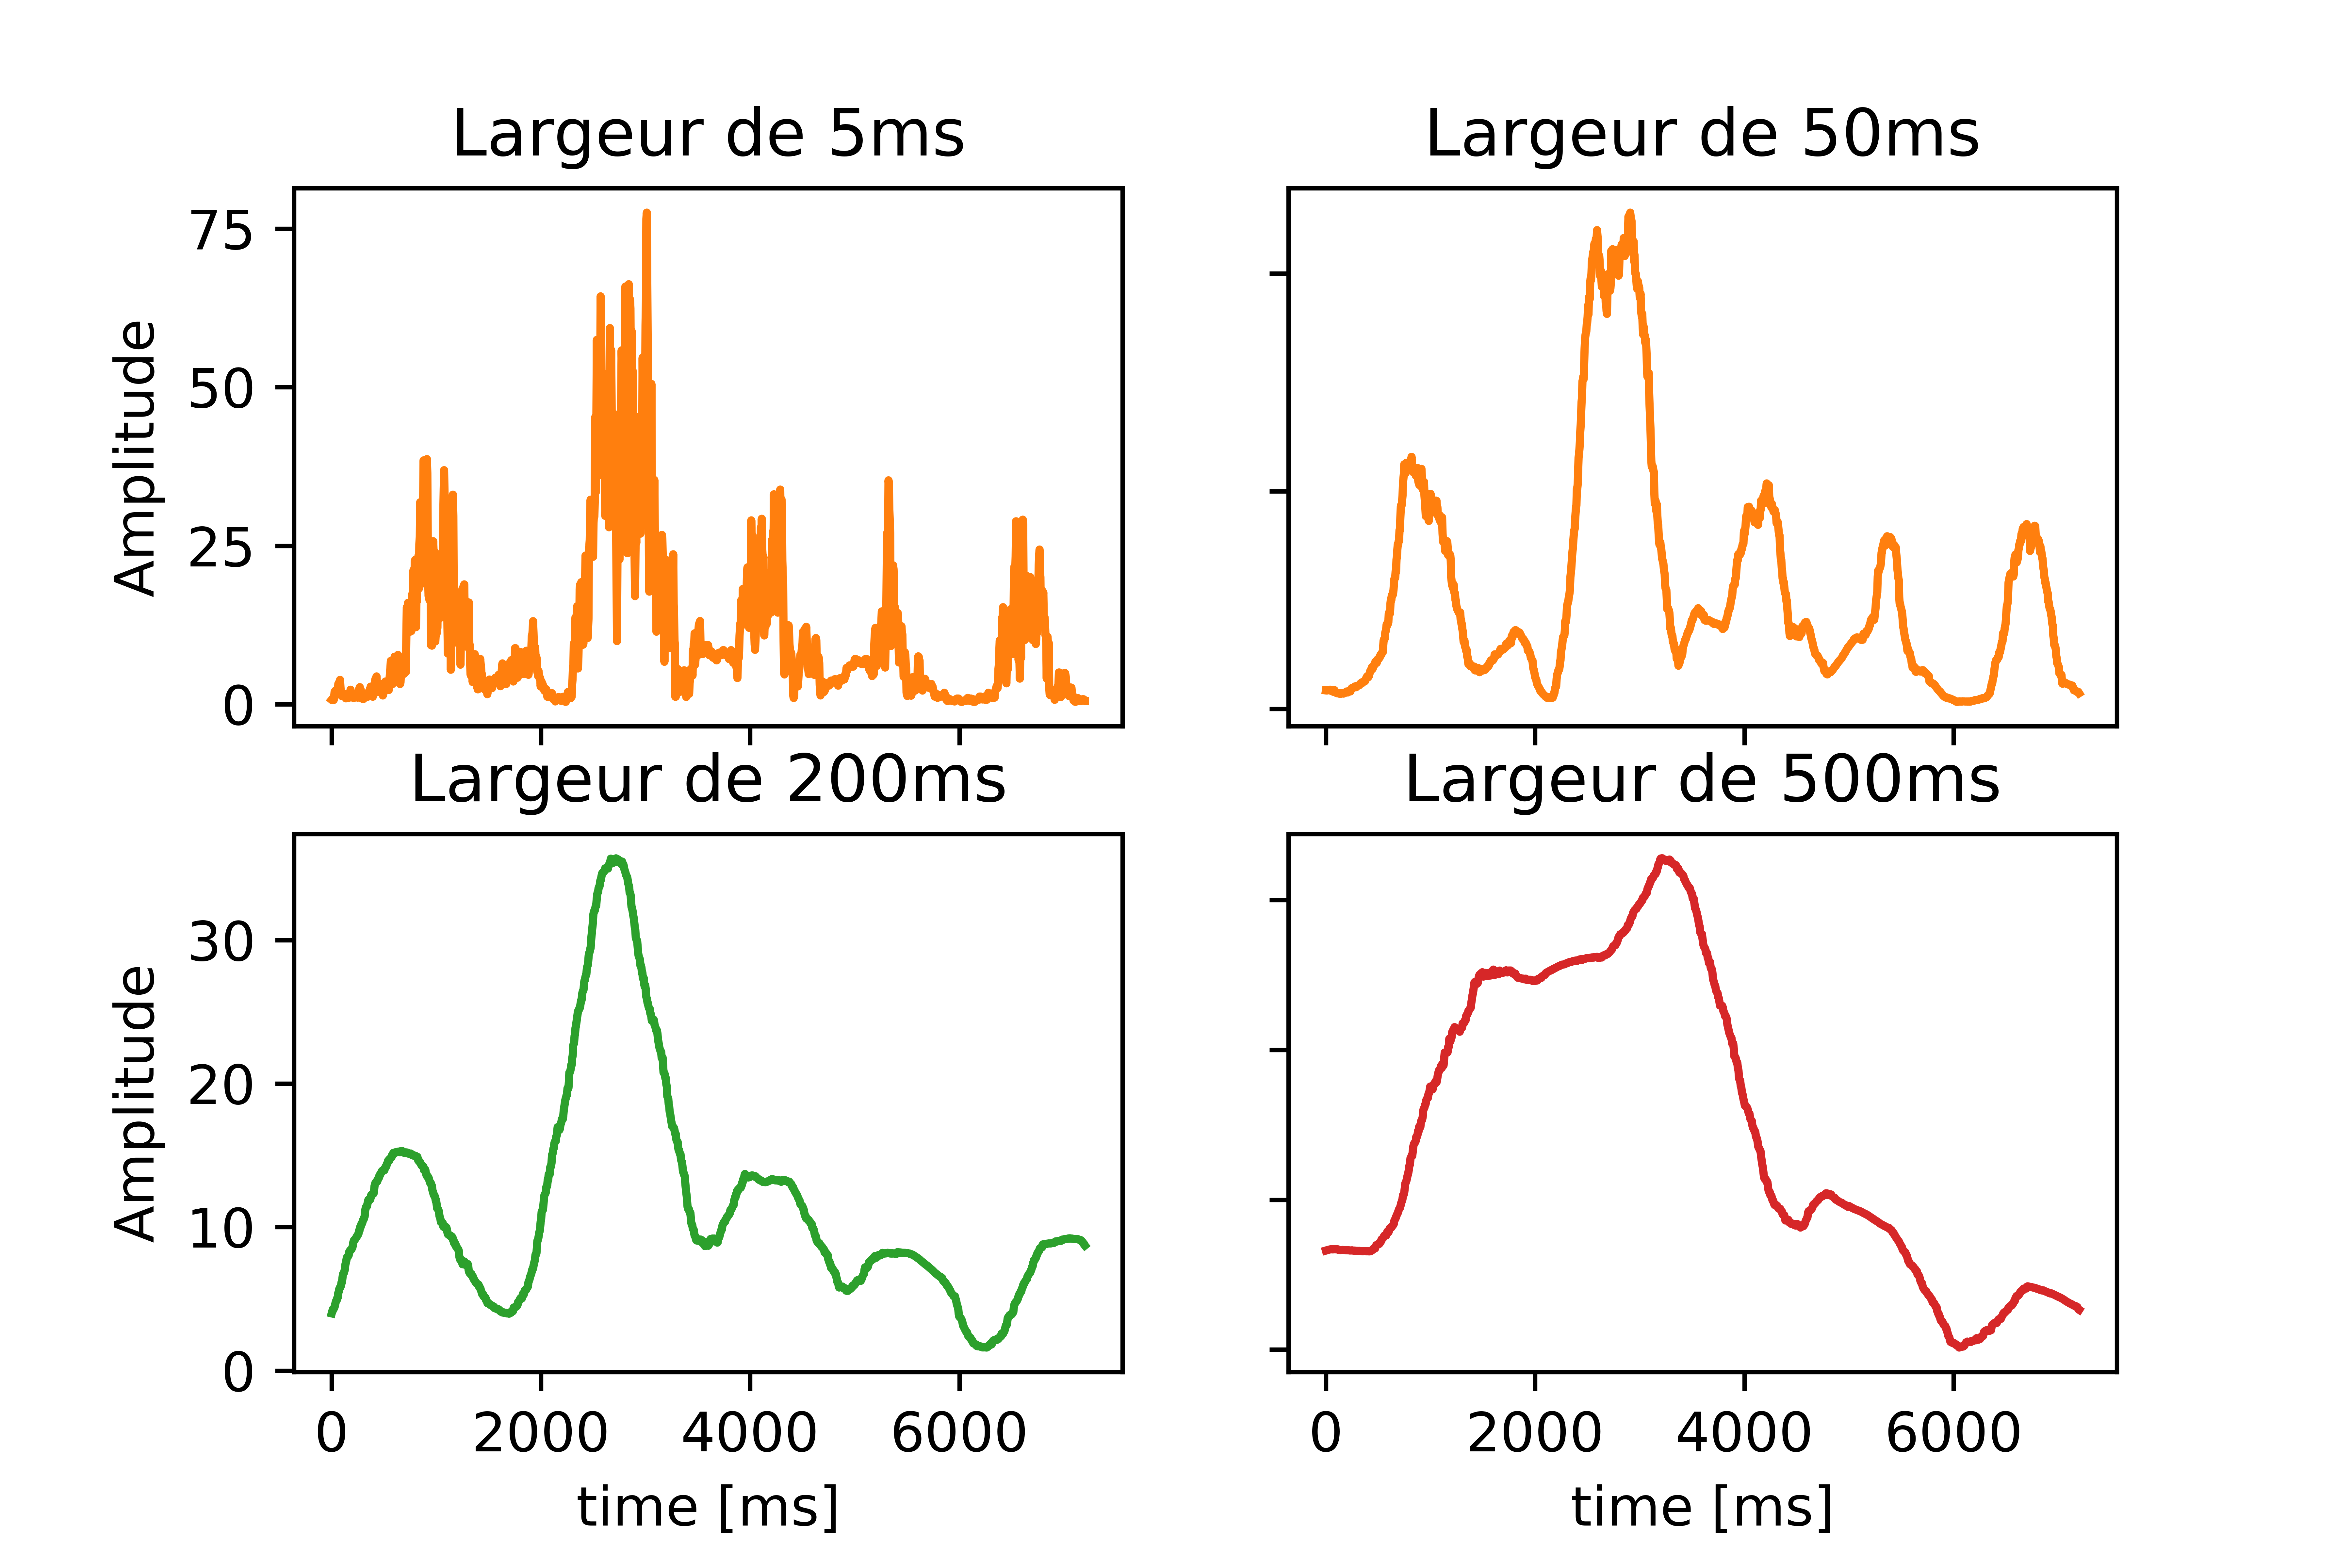 Largeur de 5ms
Largeur de 50ms
75
50
25
0
Amplitude
Largeur de 200ms
Largeur de 500ms
30
20
10
0
Amplitude
0 2000 4000 6000
0 2000 4000 6000
time [ms]
time [ms]